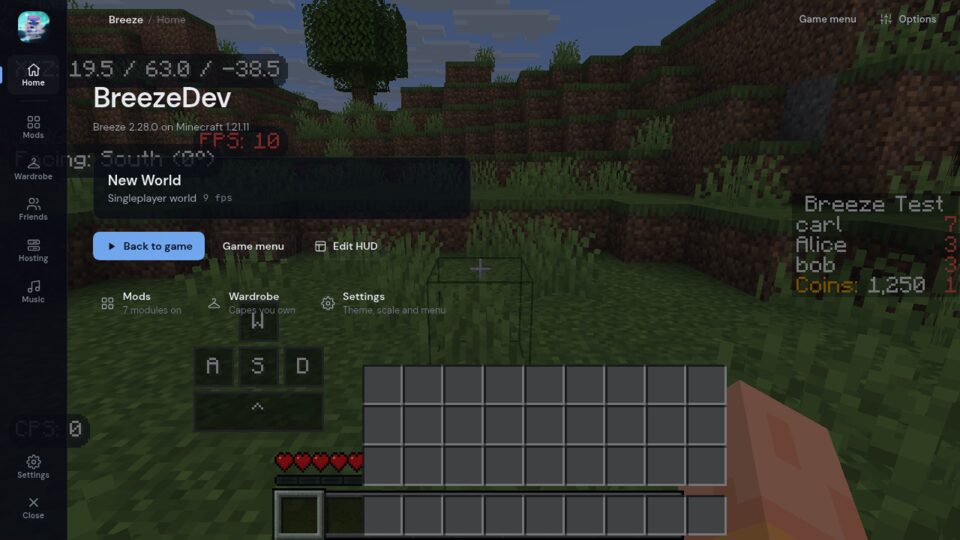 Breeze / Home
Game menu
Options
XYZ: 19.5 / 63.0 / -38.5
Home
BreezeDev
Breeze 2.28.0 on Minecraft 1.21.11
FPS: 10
Mods
Facing: South (0°)
Wardrobe
New World
Singleplayer world 9 fps
Friends
Breeze Test
carl 7
Alice 3
bob 3
Coins: 1,250 1
Hosting
Back to game
Game menu
Edit HUD
Music
Mods
7 modules on
Wardrobe
Capes you own
Settings
Theme, scale and menu
W
A S D
^
CPS: 0
Settings
Close